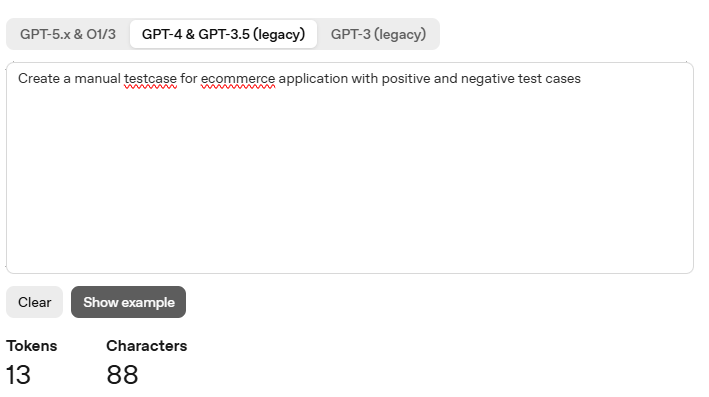 GPT-5.x & O1/3 GPT-4 & GPT-3.5 (legacy) GPT-3 (legacy)
Create a manual testcase for ecommerce application with positive and negative test cases
Clear Show example
Tokens Characters
13 88